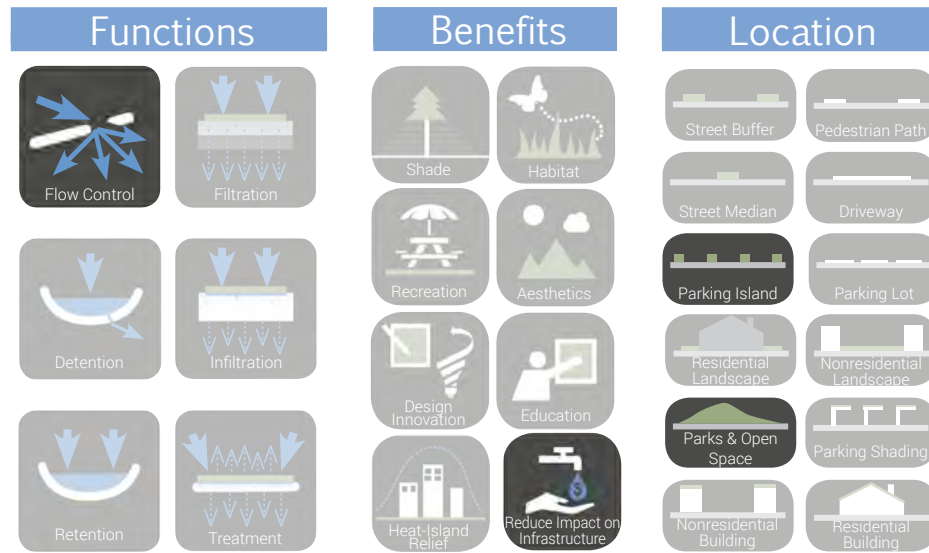 Functions
Benefits
Location
Flow Control
Filtration
Detention
Infiltration
Retention
Treatment
Shade
Habitat
Recreation
Aesthetics
Design
Innovation
Education
Heat-Island
Relief
$
Reduce Impact on
Infrastructure
Street Buffer
Pedestrian Path
Street Median
Driveway
Parking Island
Parking Lot
Residential
Landscape
Nonresidential
Landscape
Parks & Open
Space
Parking Shading
Nonresidential
Building
Residential
Building